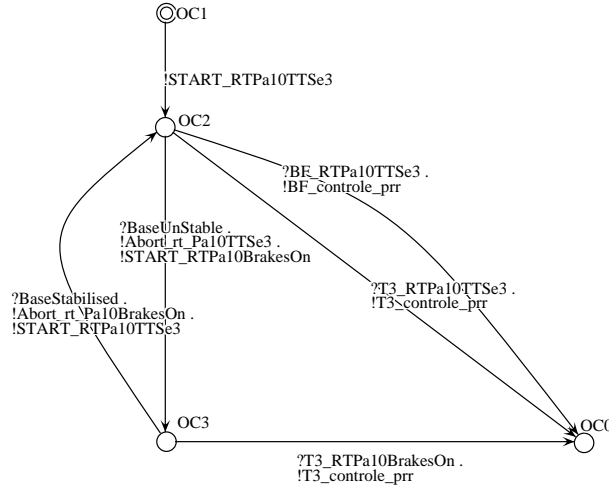 OC1
!START_RTPa10TTSe3
OC2
?BF_RTPa10TTSe3 .
!BF_controle_prr
?BaseUnStable .
!Abort_rt_Pa10TTSe3 .
!START_RTPa10BrakesOn
?T3_RTPa10TTSe3 .
!T3_controle_prr
?BaseStabilised .
!Abort_rt_Pa10BrakesOn .
!START_RTPa10TTSe3
OC3
OC0
?T3_RTPa10BrakesOn .
!T3_controle_prr